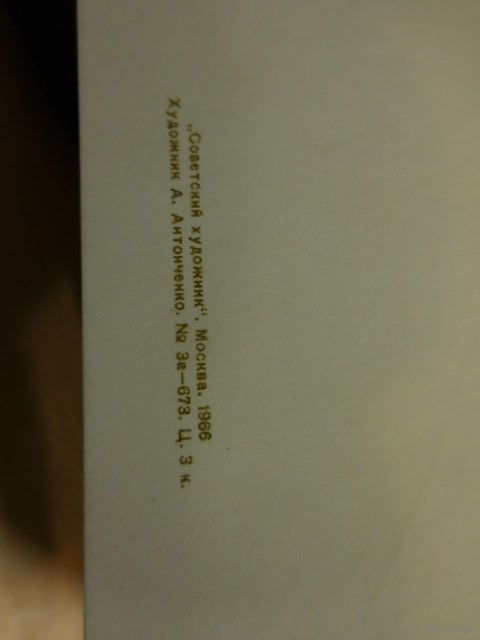 „Советский художник“. Москва. 1966
Художник А. Антонченко. № 3а—673. Ц. 3 к.